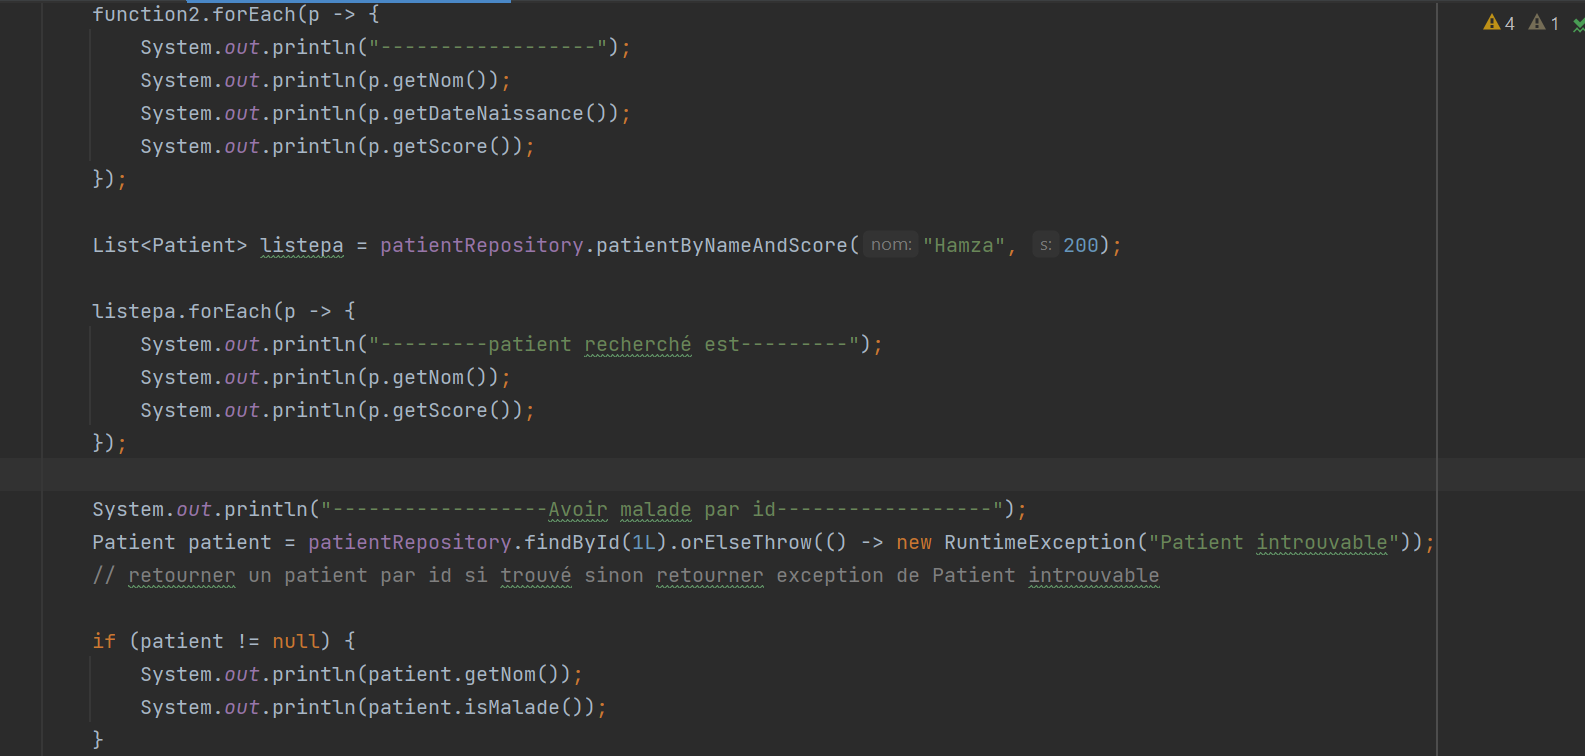 function2.forEach(p -> {
    System.out.println("------------------");
    System.out.println(p.getNom());
    System.out.println(p.getDateNaissance());
    System.out.println(p.getScore());
});
List<Patient> listepa = patientRepository.patientByNameAndScore( nom: "Hamza", s: 200);
listepa.forEach(p -> {
    System.out.println("---------patient recherché est---------");
    System.out.println(p.getNom());
    System.out.println(p.getScore());
});
System.out.println("------------------Avoir malade par id------------------");
Patient patient = patientRepository.findById(1L).orElseThrow(() -> new RuntimeException("Patient introuvable"));
// retourner un patient par id si trouvé sinon retourner exception de Patient introuvable
if (patient != null) {
    System.out.println(patient.getNom());
    System.out.println(patient.isMalade());
}
4 1